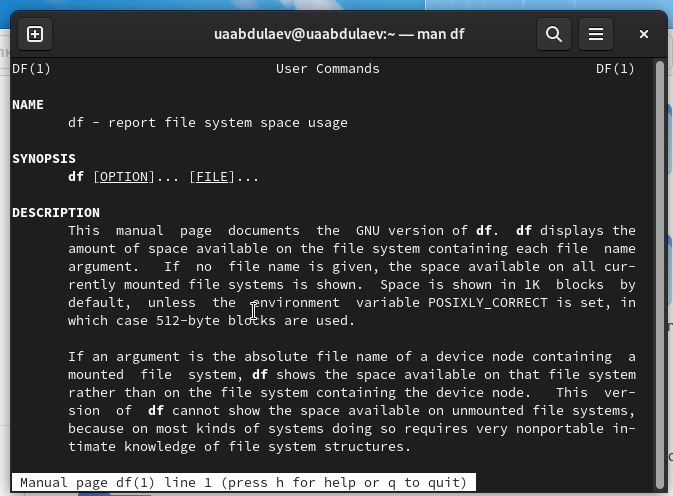 uaabdulaev@uaabdulaev:~ — man df
DF(1) User Commands DF(1)
NAME
df - report file system space usage
SYNOPSIS
df [OPTION]... [FILE]...
DESCRIPTION
This manual page documents the GNU version of df. df displays the
amount of space available on the file system containing each file name
argument. If no file name is given, the space available on all cur-
rently mounted file systems is shown. Space is shown in 1K blocks by
default, unless the environment variable POSIXLY_CORRECT is set, in
which case 512-byte blocks are used.
If an argument is the absolute file name of a device node containing a
mounted file system, df shows the space available on that file system
rather than on the file system containing the device node. This ver-
sion of df cannot show the space available on unmounted file systems,
because on most kinds of systems doing so requires very nonportable in-
timate knowledge of file system structures.
Manual page df(1) line 1 (press h for help or q to quit)